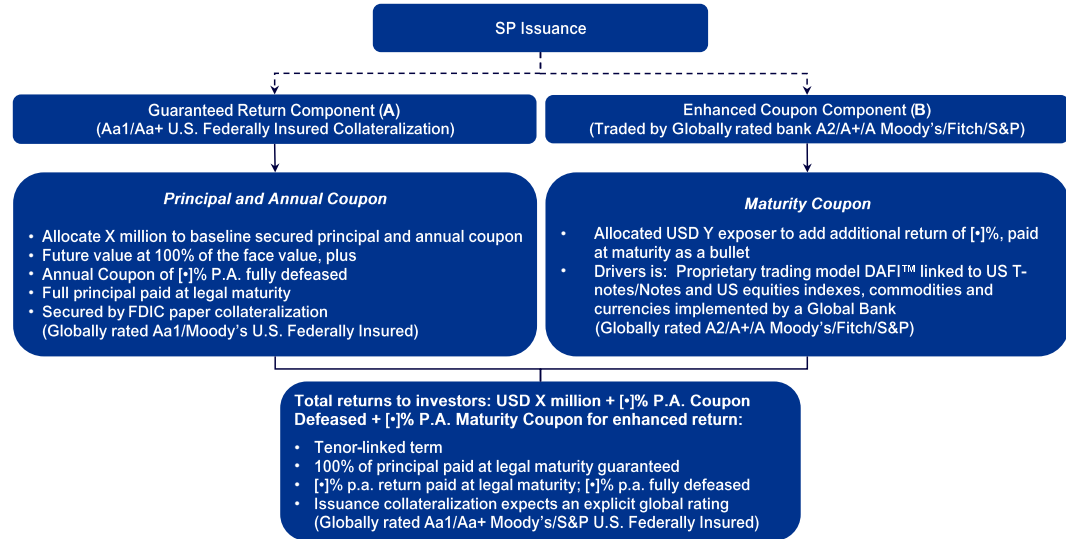 SP Issuance
Guaranteed Return Component (A)
(Aa1/Aa+ U.S. Federally Insured Collateralization)
Enhanced Coupon Component (B)
(Traded by Globally rated bank A2/A+/A Moody's/Fitch/S&P)
Principal and Annual Coupon
• Allocate X million to baseline secured principal and annual coupon
• Future value at 100% of the face value, plus
• Annual Coupon of [•]% P.A. fully defeased
• Full principal paid at legal maturity
• Secured by FDIC paper collateralization
(Globally rated Aa1/Moody's U.S. Federally Insured)
Maturity Coupon
• Allocated USD Y exposer to add additional return of [•]%, paid
at maturity as a bullet
• Drivers is: Proprietary trading model DAFI™ linked to US T-
notes/Notes and US equities indexes, commodities and
currencies implemented by a Global Bank
(Globally rated A2/A+/A Moody's/Fitch/S&P)
Total returns to investors: USD X million + [•]% P.A. Coupon
Defeased + [•]% P.A. Maturity Coupon for enhanced return:
• Tenor-linked term
• 100% of principal paid at legal maturity guaranteed
• [•]% p.a. return paid at legal maturity; [•]% p.a. fully defeased
• Issuance collateralization expects an explicit global rating
(Globally rated Aa1/Aa+ Moody's/S&P U.S. Federally Insured)